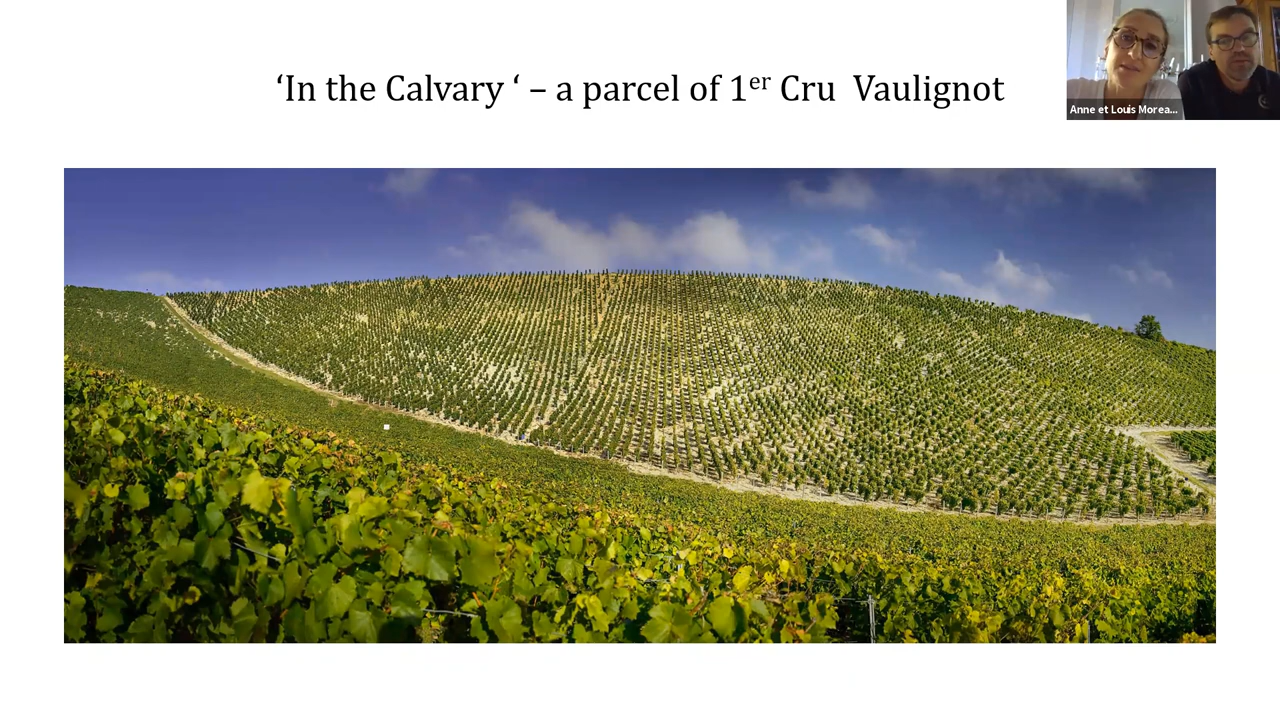 ‘In the Calvary ‘ – a parcel of 1er Cru  Vaulignot
Anne et Louis Morea...